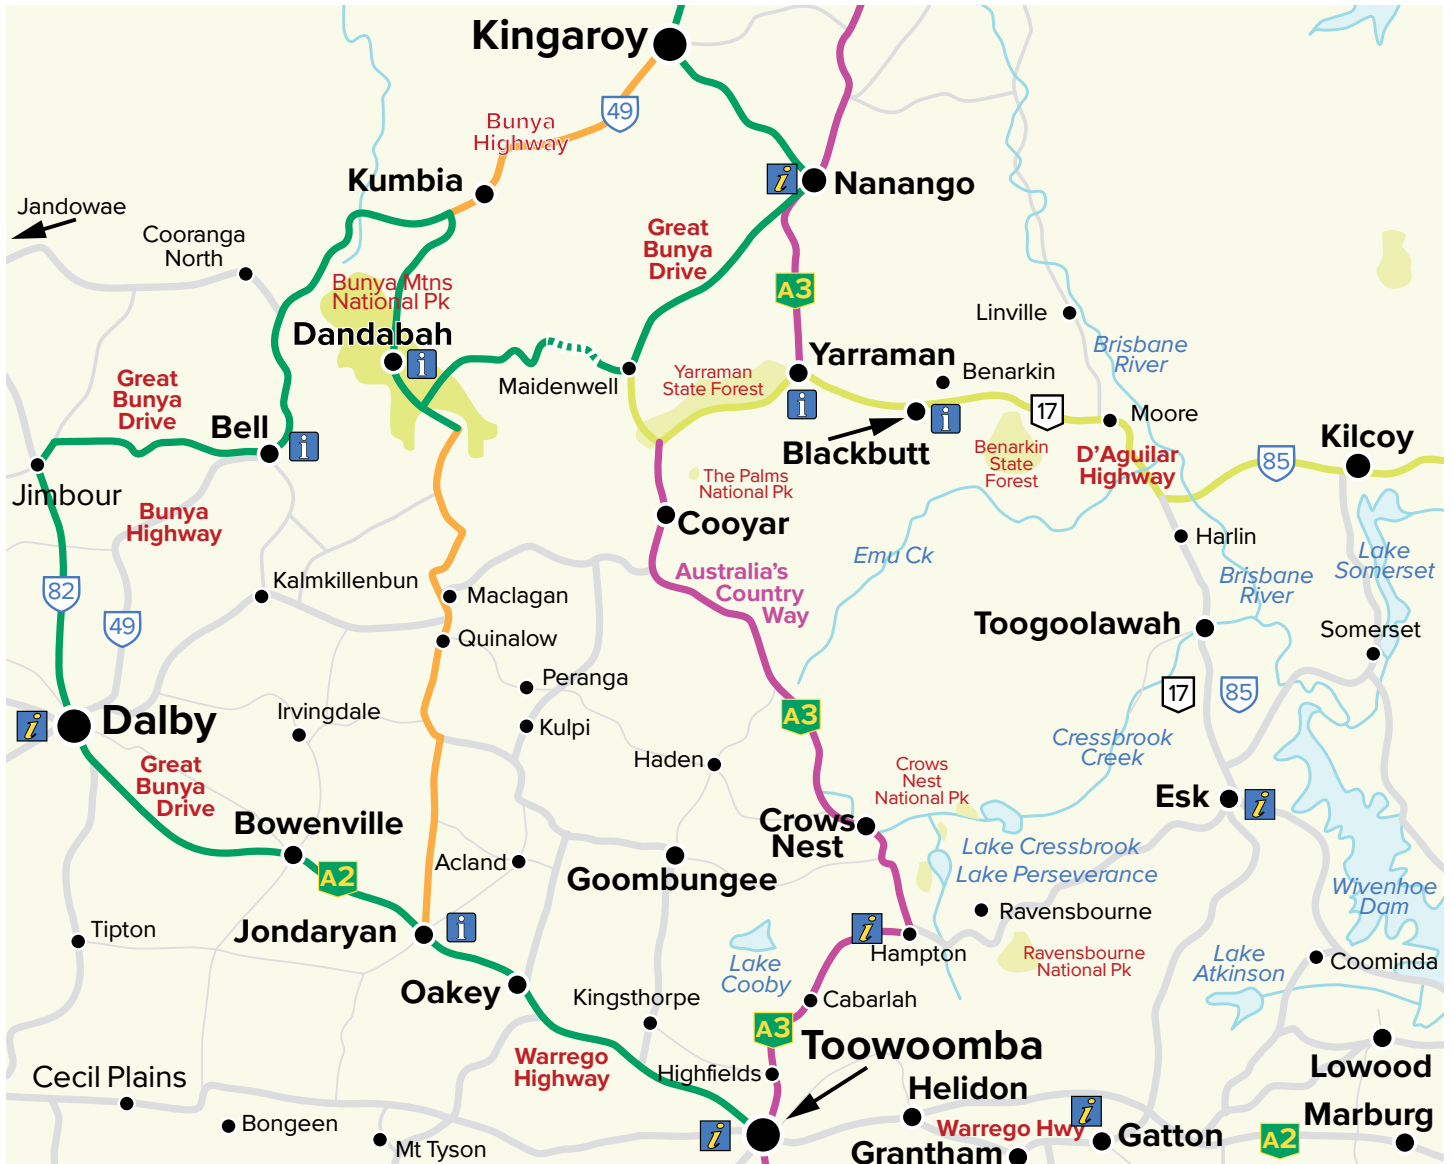 Kingaroy
49
Bunya
Highway
Kumbia
Nanango
Jandowae
Cooranga
North
Great
Bunya
Drive
A3
Bunya Mtns
National Pk
Dandabah
Linville
Brisbane
River
Yarraman
Maidenwell
Yarraman
State Forest
Benarkin
17
Moore
Great
Bunya
Drive
Bell
Blackbutt
Benarkin
State
Forest
D'Aguilar
Highway
85
Kilcoy
Jimbour
Bunya
Highway
The Palms
National Pk
Cooyar
Harlin
Emu Ck
Lake
Somerset
82
49
Kalmkillenbun
Maclagan
Australia's
Country
Way
Brisbane
River
Quinalow
Toogoolawah
Somerset
Peranga
17
85
Dalby
Irvingdale
Kulpi
A3
Haden
Cressbrook
Creek
Great
Bunya
Drive
Crows
Nest
National Pk
Esk
Bowenville
Crows
Nest
Lake Cressbrook
Lake Perseverance
A2
Acland
Goombungee
Wivenhoe
Dam
Ravensbourne
Tipton
Jondaryan
Hampton
Ravensbourne
National Pk
Lake
Cooby
Lake
Atkinson
Coominda
Oakey
Kingsthorpe
Cabarlah
A3
Toowoomba
Warrego
Highway
Highfields
Lowood
Cecil Plains
Helidon
Marburg
Bongeen
Warrego Hwy
Gatton
A2
Mt Tyson
Grantham
i
i
i
i
i
i
i
i
i
i
i
i